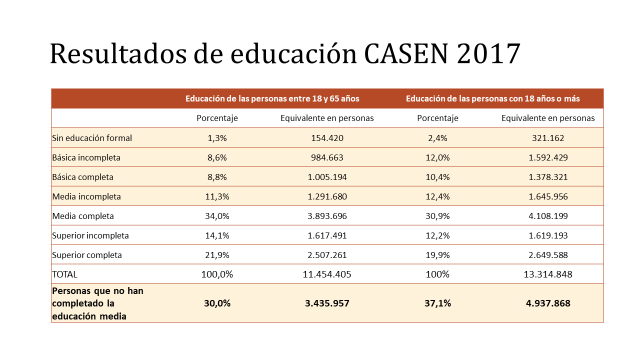 Resultados de educación CASEN 2017
Educación de las personas entre 18 y 65 años Educación de las personas con 18 años o más
Porcentaje Equivalente en personas Porcentaje Equivalente en personas
Sin educación formal 1,3% 154.420 2,4% 321.162
Básica incompleta 8,6% 984.663 12,0% 1.592.429
Básica completa 8,8% 1.005.194 10,4% 1.378.321
Media incompleta 11,3% 1.291.680 12,4% 1.645.956
Media completa 34,0% 3.893.696 30,9% 4.108.199
Superior incompleta 14,1% 1.617.491 12,2% 1.619.193
Superior completa 21,9% 2.507.261 19,9% 2.649.588
TOTAL 100,0% 11.454.405 100% 13.314.848
Personas que no han
completado la 30,0% 3.435.957 37,1% 4.937.868
educación media